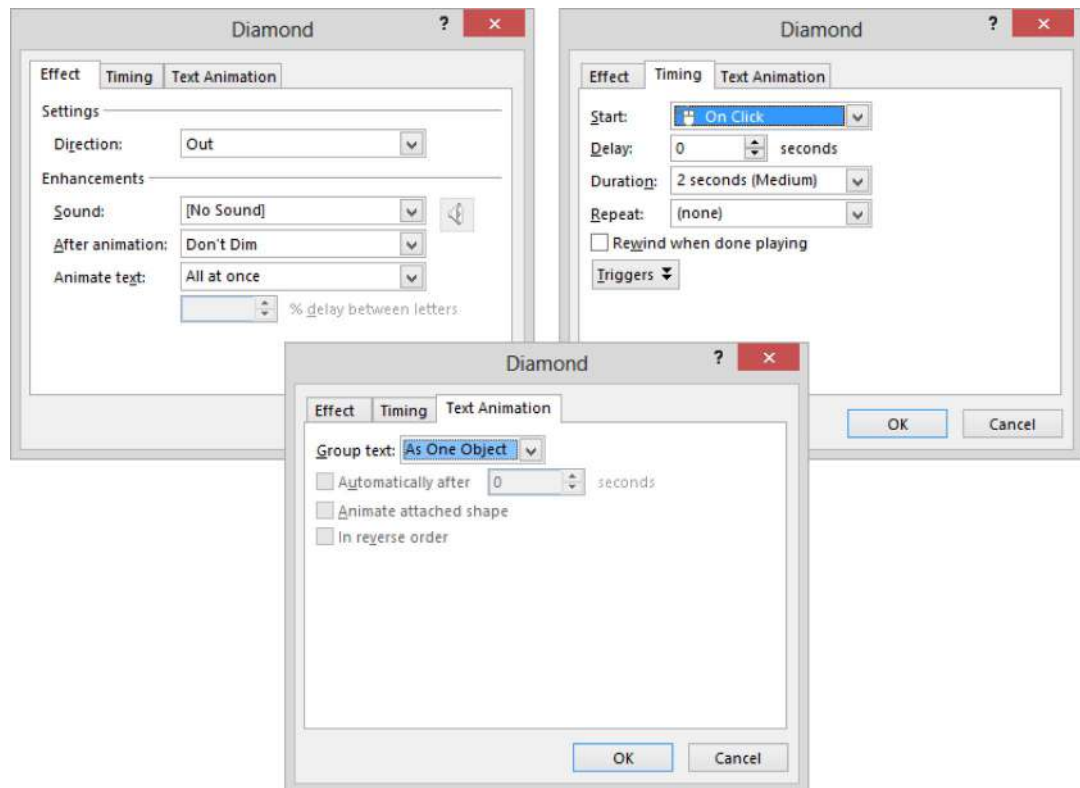 Diamond ? ×
Effect Timing Text Animation
Settings
Direction: Out
Enhancements
Sound: [No Sound]
After animation: Don't Dim
Animate text: All at once
% delay between letters
Diamond ? ×
Effect Timing Text Animation
Start: On Click
Delay: 0 seconds
Duration: 2 seconds (Medium)
Repeat: (none)
Rewind when done playing
Triggers
OK Cancel
Diamond ? ×
Effect Timing Text Animation
Group text: As One Object
Automatically after 0 seconds
Animate attached shape
In reverse order
OK Cancel